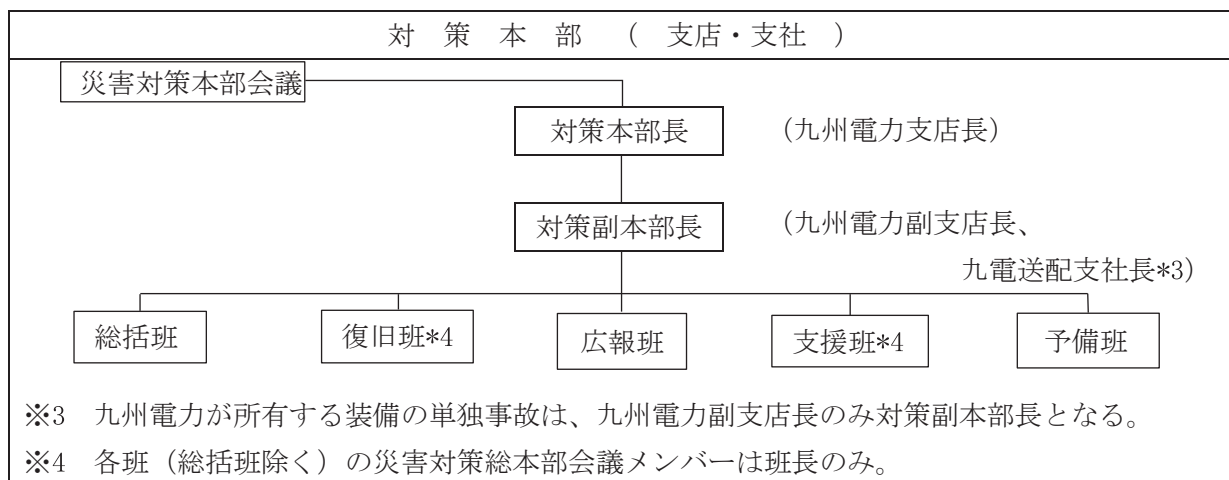 対 策 本 部 ( 支店・支社 )
災害対策本部会議
対策本部長 (九州電力支店長)
対策副本部長 (九州電力副支店長、
九電送配支社長*3)
総括班 復旧班*4 広報班 支援班*4 予備班
※3 九州電力が所有する装備の単独事故は、九州電力副支店長のみ対策副本部長となる。
※4 各班(総括班除く)の災害対策総本部会議メンバーは班長のみ。